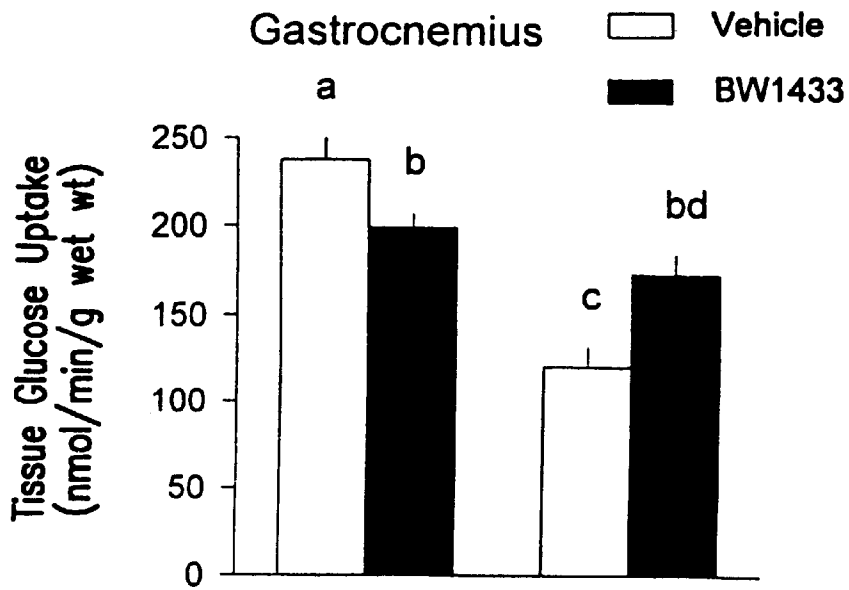 Gastrocnemius
Vehicle
BW1433
a
b
c
bd
250
200
150
100
50
0
Tissue Glucose Uptake
(nmol/min/g wet wt)